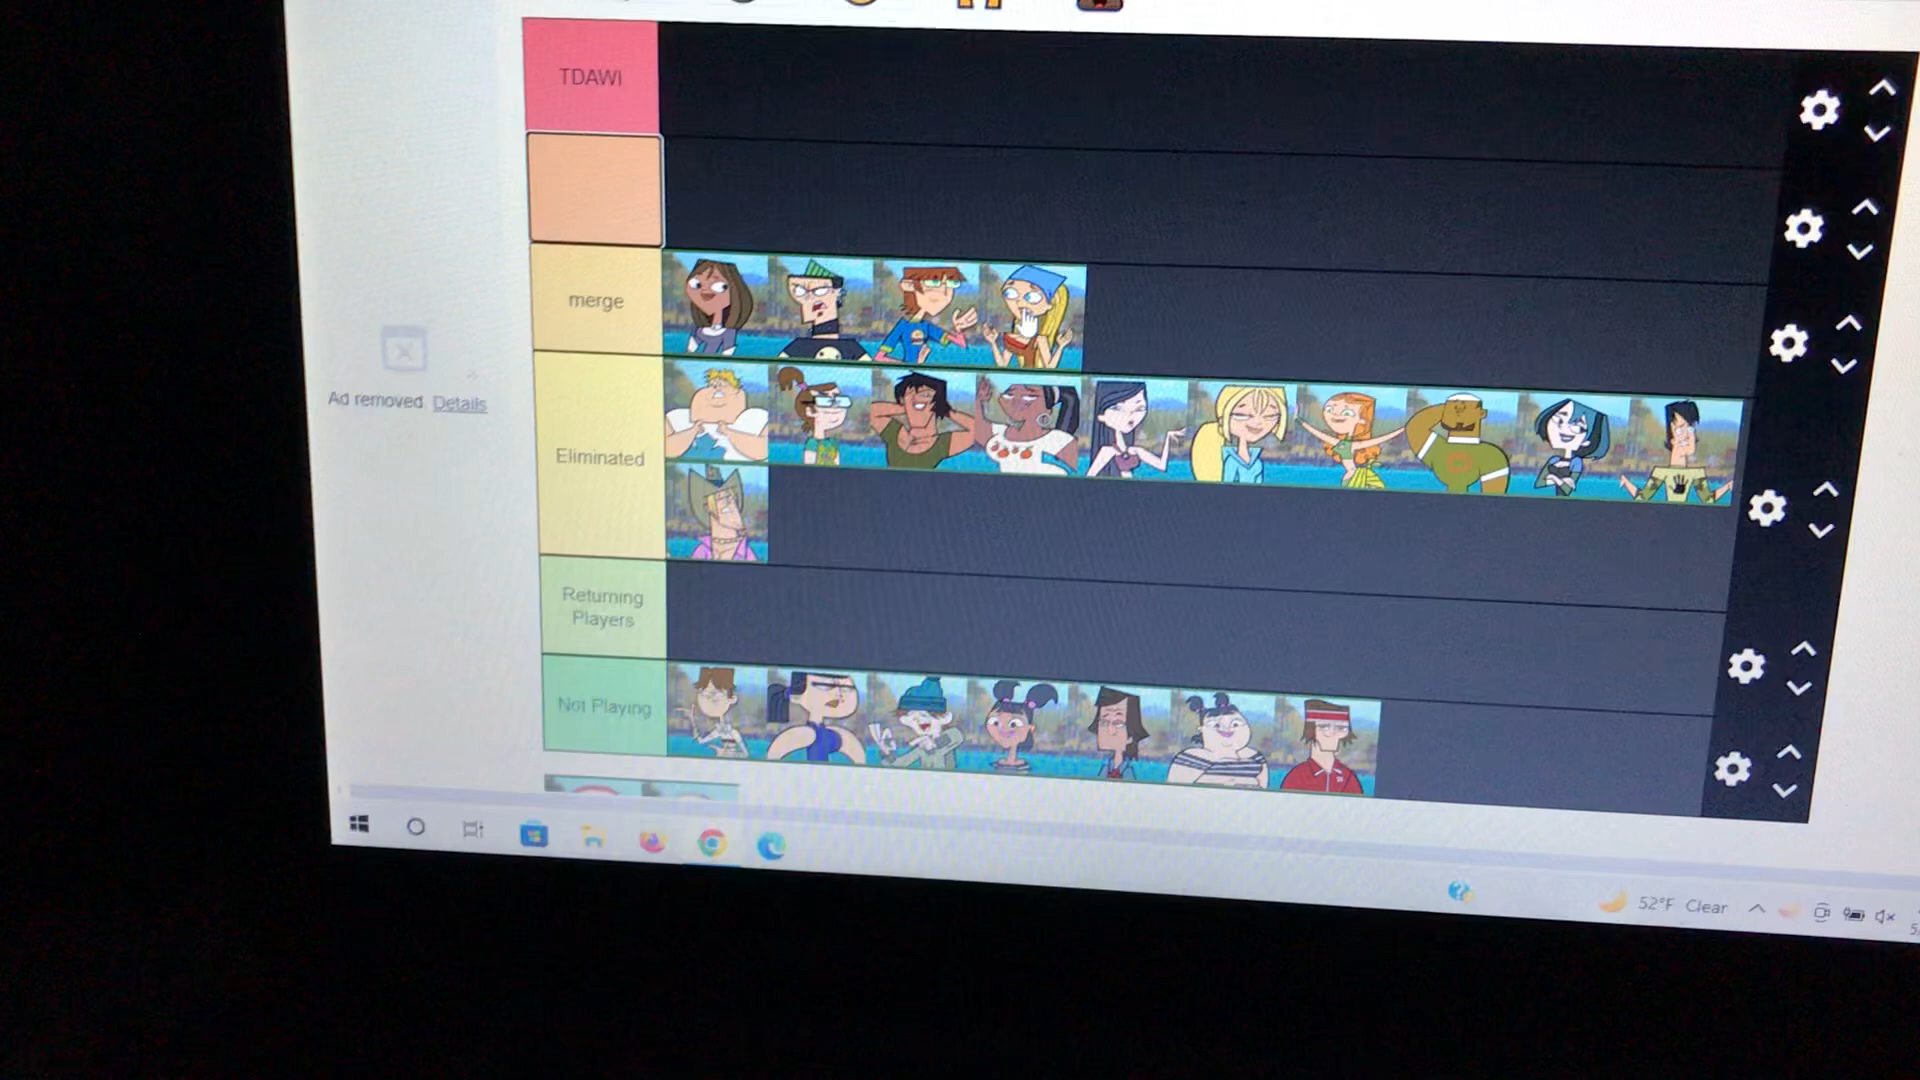 TDAWI
merge
Ad removed. Details
Eliminated
Returning
Players
Not Playing
52°F Clear